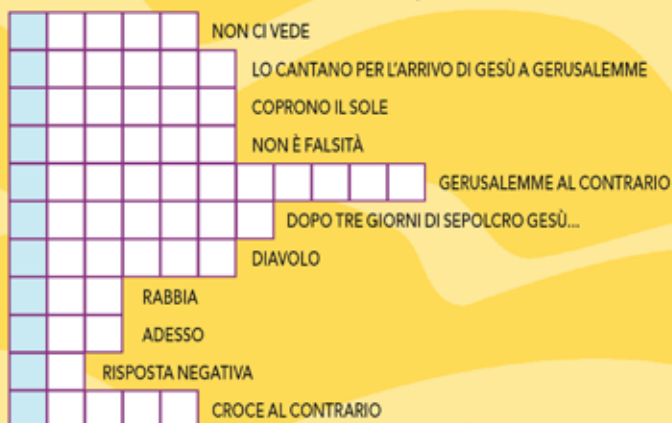 NON CI VEDE
LO CANTANO PER L'ARRIVO DI GESÙ A GERUSALEMME
COPRONO IL SOLE
NON È FALSITÀ
GERUSALEMME AL CONTRARIO
DOPO TRE GIORNI DI SEPOLCRO GESÙ...
DIAVOLO
RABBIA
ADESSO
RISPOSTA NEGATIVA
CROCE AL CONTRARIO